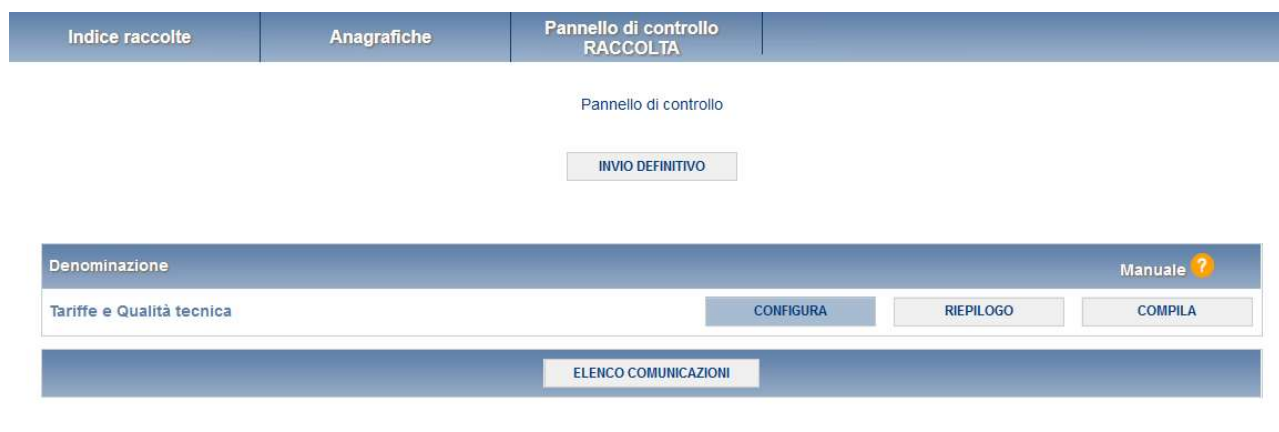 Indice raccolte
Anagrafiche
Pannello di controllo
RACCOLTA
Pannello di controllo
INVIO DEFINITIVO
Denominazione
Manuale ?
Tariffe e Qualità tecnica
CONFIGURA
RIEPILOGO
COMPILA
ELENCO COMUNICAZIONI